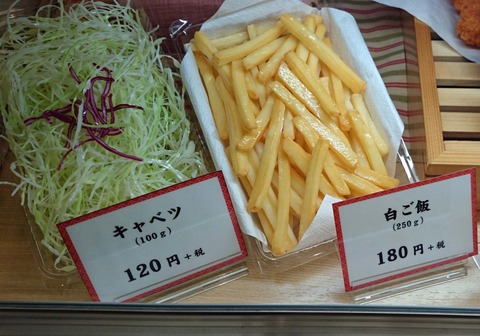 キャベツ
(100g)
120円+税
白ご飯
(250g)
180円+税